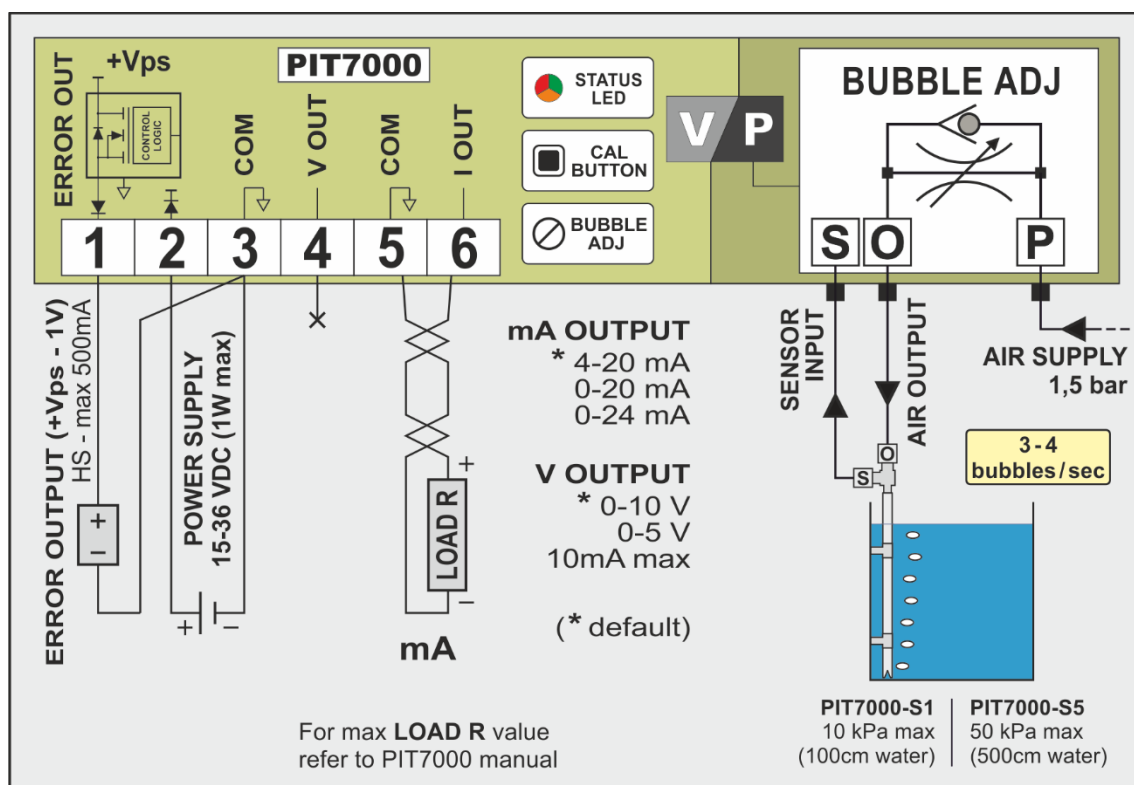 ERROR OUT
+Vps
CONTROL
LOGIC
PIT7000
COM
V OUT
COM
I OUT
1 2 3 4 5 6
STATUS
LED
CAL
BUTTON
BUBBLE
ADJ
V P
BUBBLE ADJ
S O P
ERROR OUTPUT (+Vps - 1V)
HS - max 500mA
+
−
POWER SUPPLY
15-36 VDC (1W max)
+ −
+
LOAD R
−
mA
mA OUTPUT
* 4-20 mA
0-20 mA
0-24 mA
V OUTPUT
* 0-10 V
0-5 V
10mA max
(* default)
For max LOAD R value
refer to PIT7000 manual
SENSOR
INPUT
AIR OUTPUT
AIR SUPPLY
1,5 bar
O
S
3 - 4
bubbles/sec
PIT7000-S1
10 kPa max
(100cm water)
PIT7000-S5
50 kPa max
(500cm water)